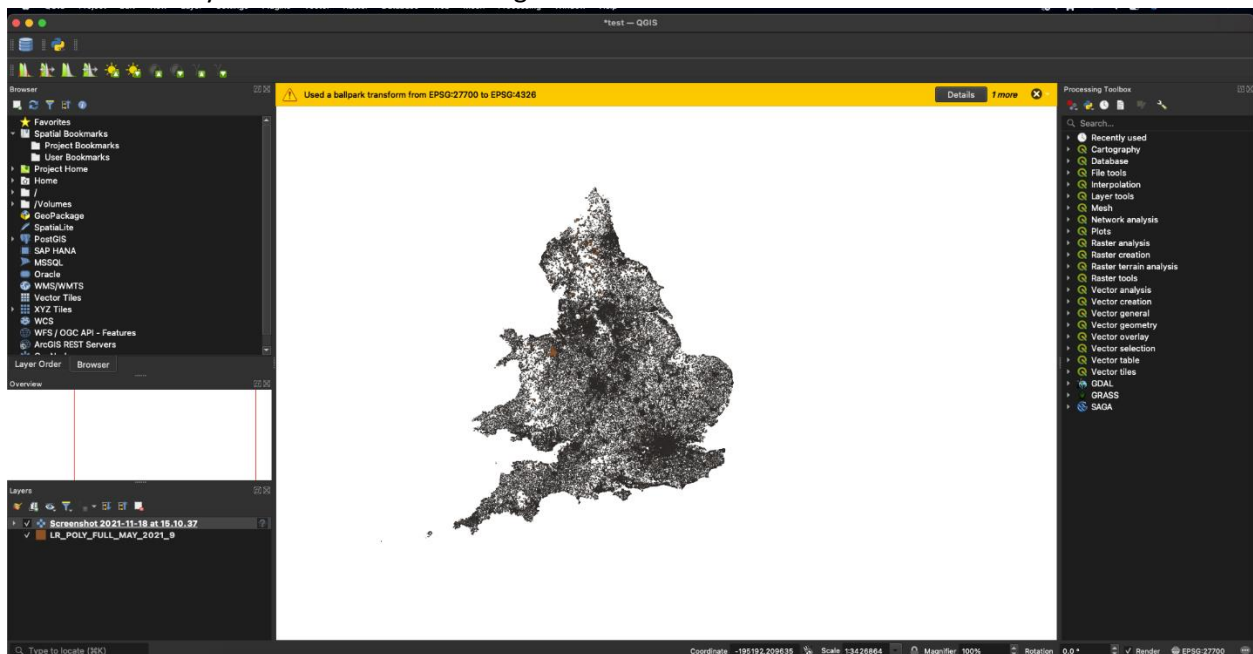 *test — QGIS
Browser
Favorites
Spatial Bookmarks
Project Bookmarks
User Bookmarks
Project Home
Home
/
/Volumes
GeoPackage
SpatiaLite
PostGIS
SAP HANA
MSSQL
Oracle
WMS/WMTS
Vector Tiles
XYZ Tiles
WCS
WFS / OGC API - Features
ArcGIS REST Servers
Layer Order Browser
Overview
Layers
Screenshot 2021-11-18 at 15.10.37
LR_POLY_FULL_MAY_2021_9
Used a ballpark transform from EPSG:27700 to EPSG:4326 Details 1 more
Processing Toolbox
Search...
Recently used
Cartography
Database
File tools
Interpolation
Layer tools
Mesh
Network analysis
Plots
Raster analysis
Raster creation
Raster terrain analysis
Raster tools
Vector analysis
Vector creation
Vector general
Vector geometry
Vector overlay
Vector selection
Vector table
Vector tiles
GDAL
GRASS
SAGA
Type to locate (⌘K) Coordinate -195192,209635 Scale 1:3426864 Magnifier 100% Rotation 0.0 ° Render EPSG:27700